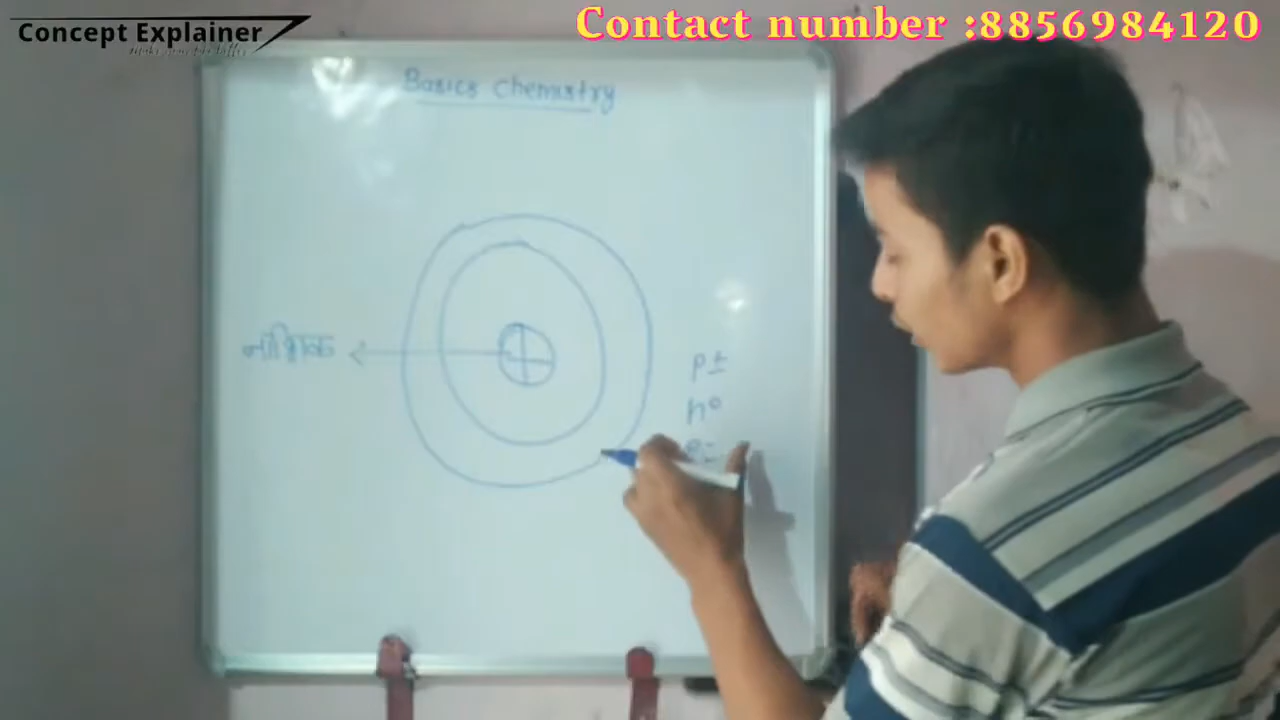 Concept Explainer
Contact number :8856984120
Basics Chemistry
नाभिक
p±
n°
e-